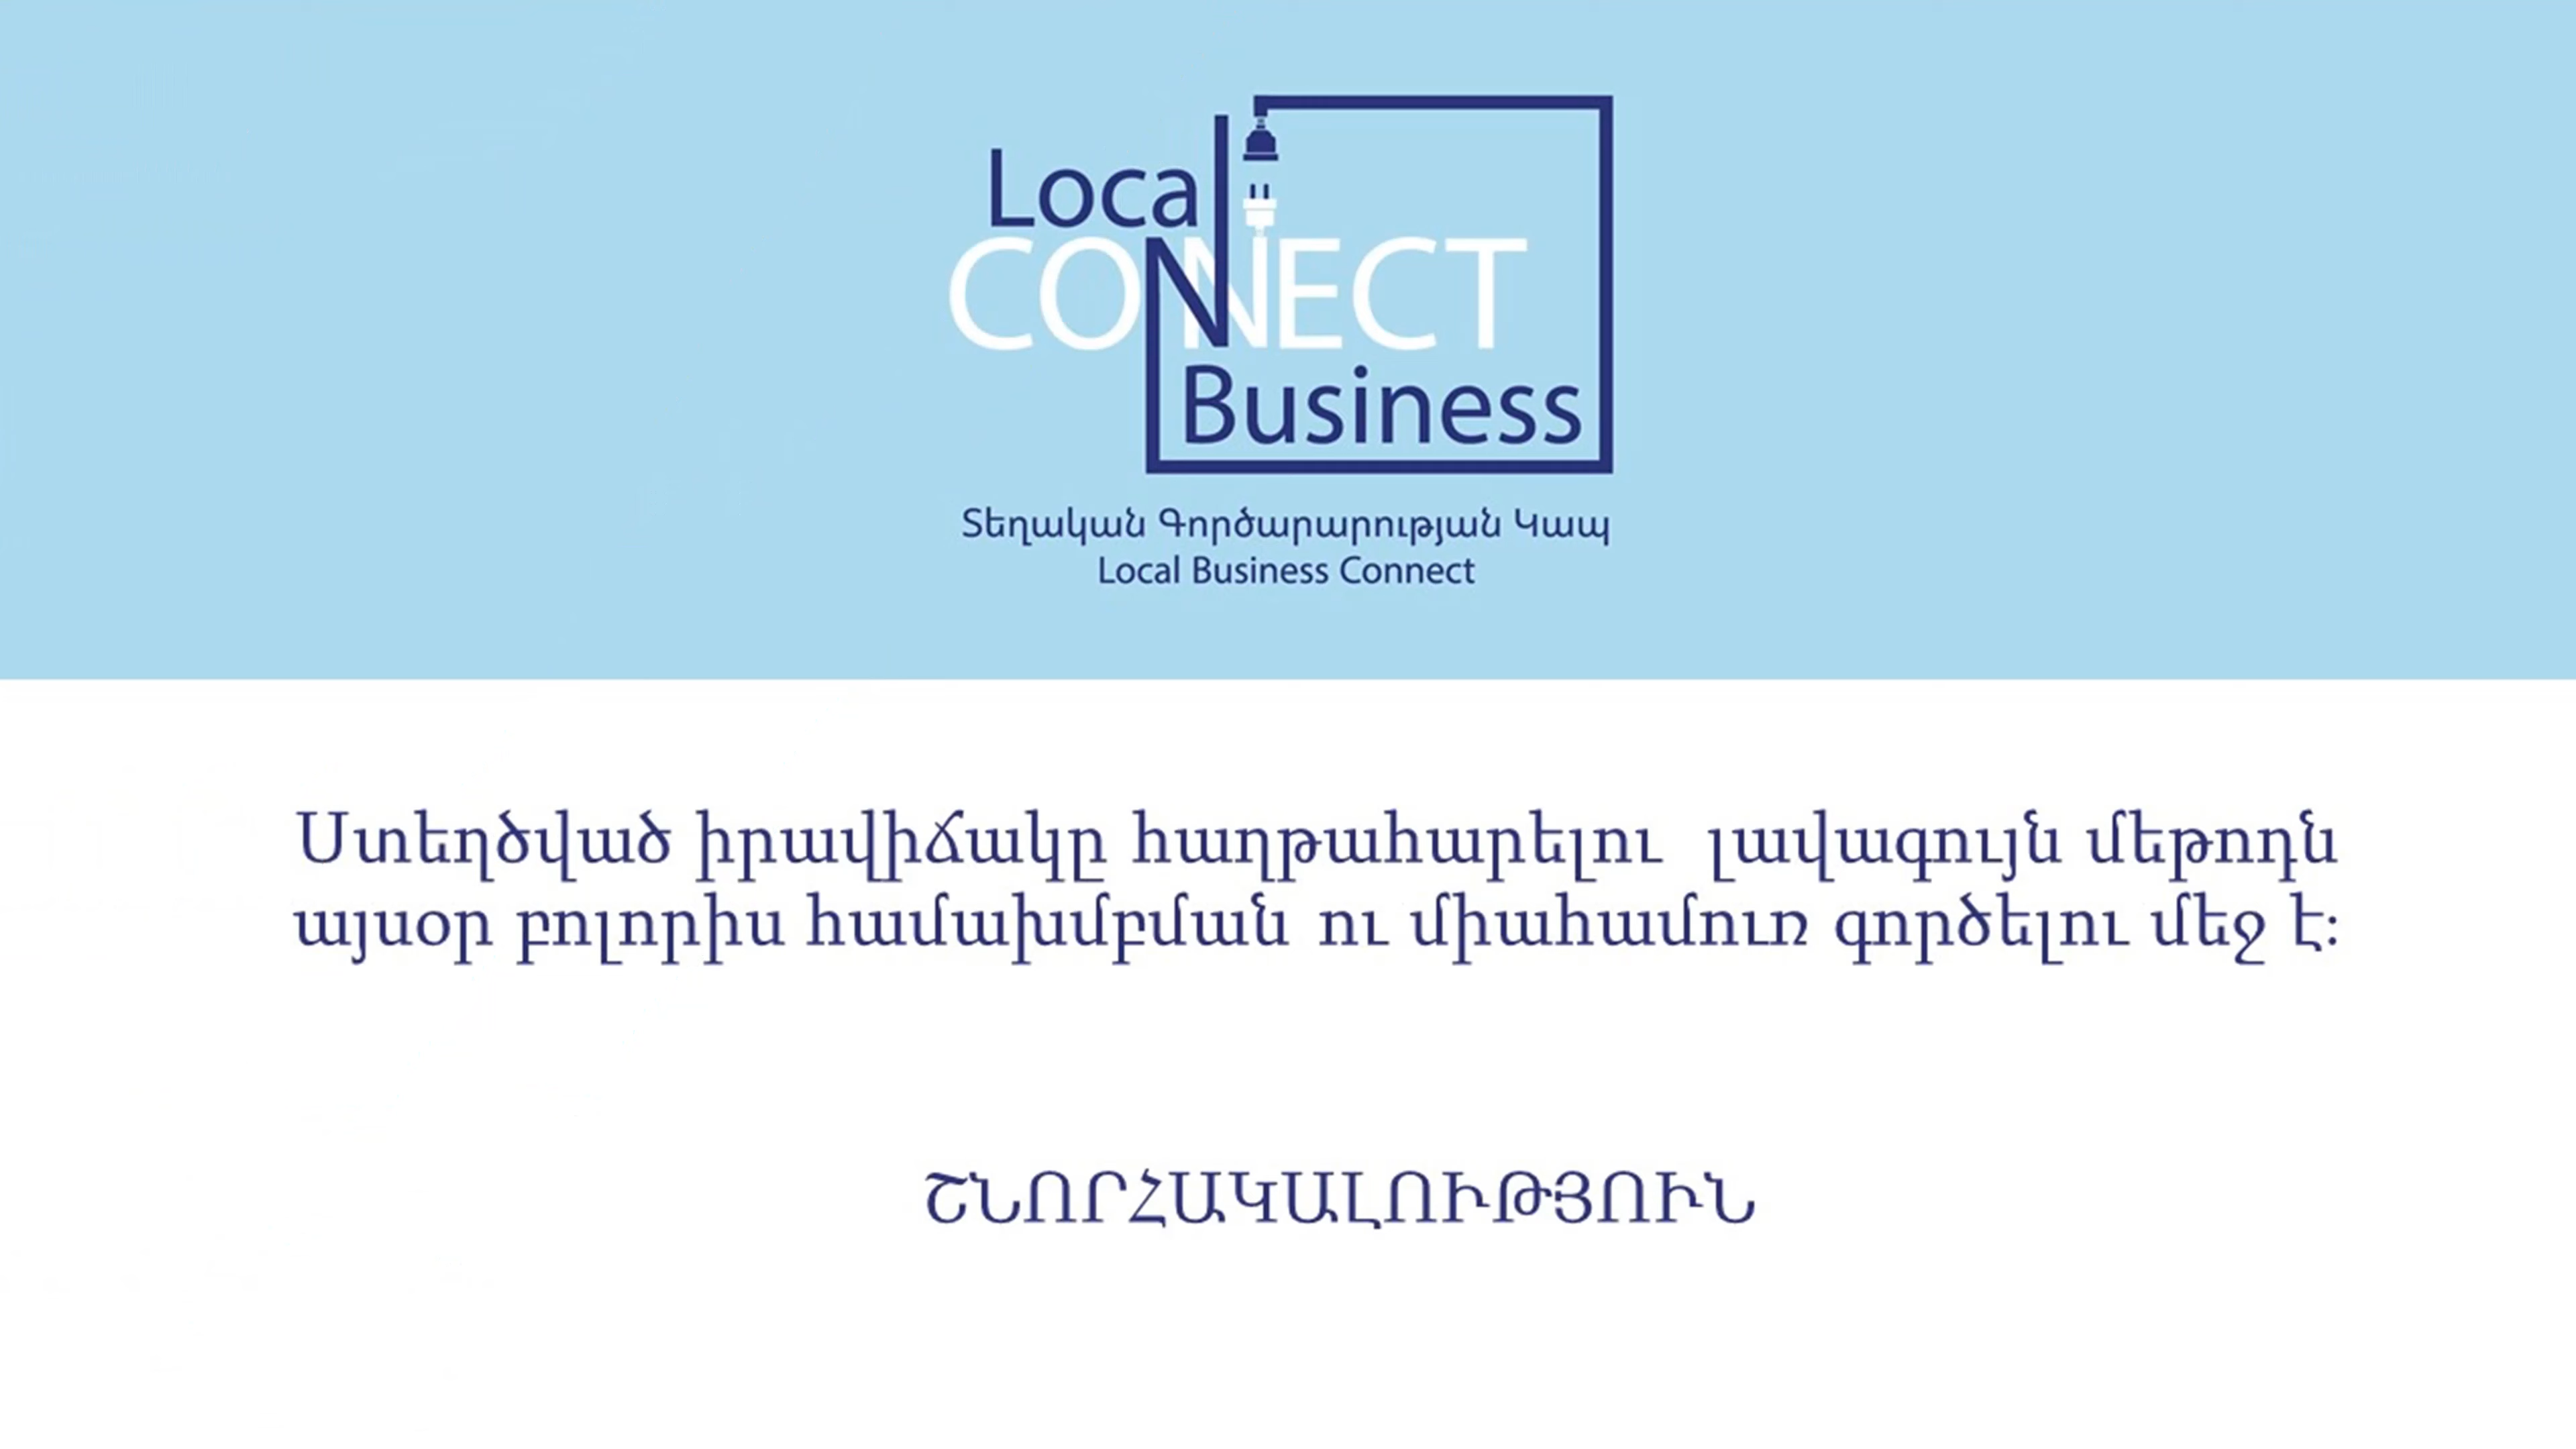 Local
CONNECT
Business
Տեղական Գործարարության Կապ
Local Business Connect
Ստեղծված իրավիճակը հաղթահարելու լավագույն մեթոդն
այսօր բոլորիս համախմբման ու միահամուռ գործելու մեջ է:
ՇՆՈՐՀԱԿԱԼՈՒԹՅՈՒՆ